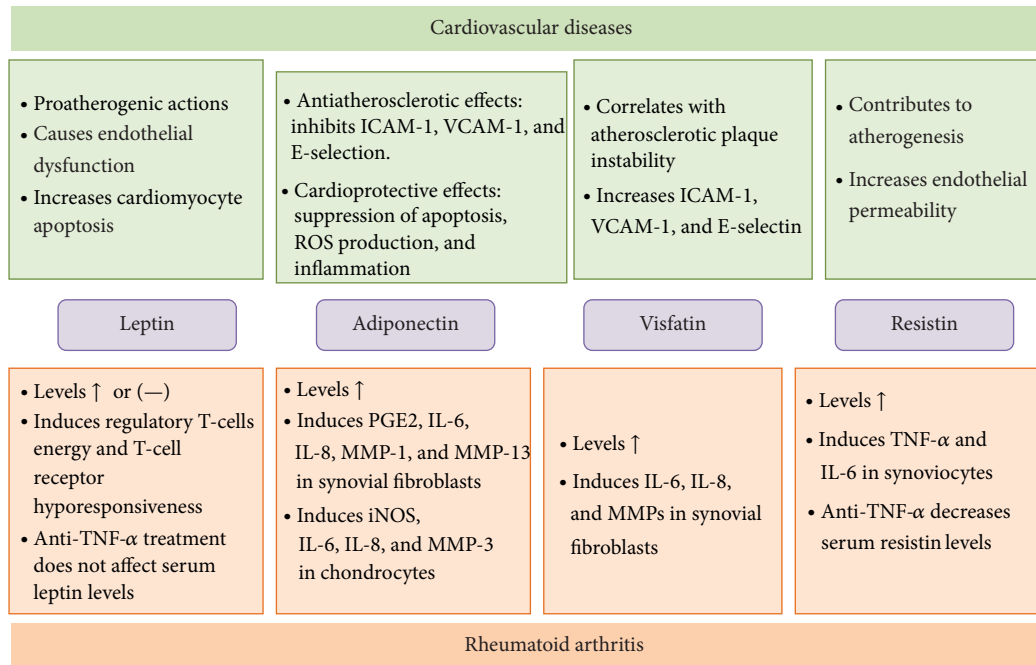 Cardiovascular diseases
• Proatherogenic actions
• Causes endothelial
dysfunction
• Increases cardiomyocyte
apoptosis
• Antiatherosclerotic effects:
inhibits ICAM-1, VCAM-1, and
E-selection.
• Cardioprotective effects:
suppression of apoptosis,
ROS production, and
inflammation
• Correlates with
atherosclerotic plaque
instability
• Increases ICAM-1,
VCAM-1, and E-selectin
• Contributes to
atherogenesis
• Increases endothelial
permeability
Leptin
Adiponectin
Visfatin
Resistin
• Levels ↑ or (—)
• Induces regulatory T-cells
energy and T-cell
receptor
hyporesponsiveness
• Anti-TNF-α treatment
does not affect serum
leptin levels
• Levels ↑
• Induces PGE2, IL-6,
IL-8, MMP-1, and MMP-13
in synovial fibroblasts
• Induces iNOS,
IL-6, IL-8, and MMP-3
in chondrocytes
• Levels ↑
• Induces IL-6, IL-8,
and MMPs in synovial
fibroblasts
• Levels ↑
• Induces TNF-α and
IL-6 in synoviocytes
• Anti-TNF-α decreases
serum resistin levels
Rheumatoid arthritis